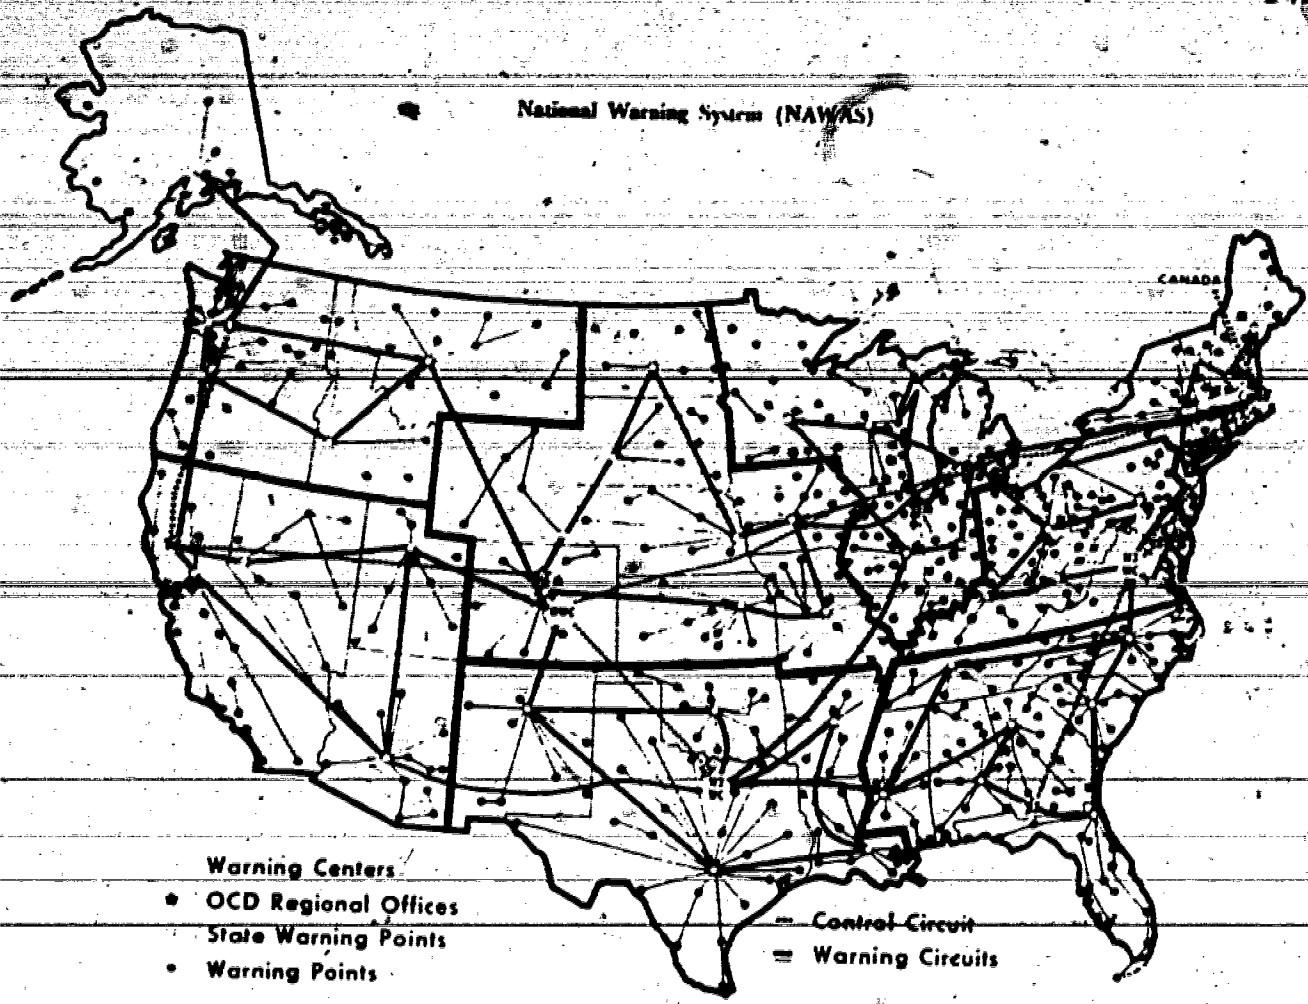 National Warning System (NAWAS)
CANADA
Warning Centers
OCD Regional Offices
State Warning Points
Warning Points
Control Circuit
Warning Circuits